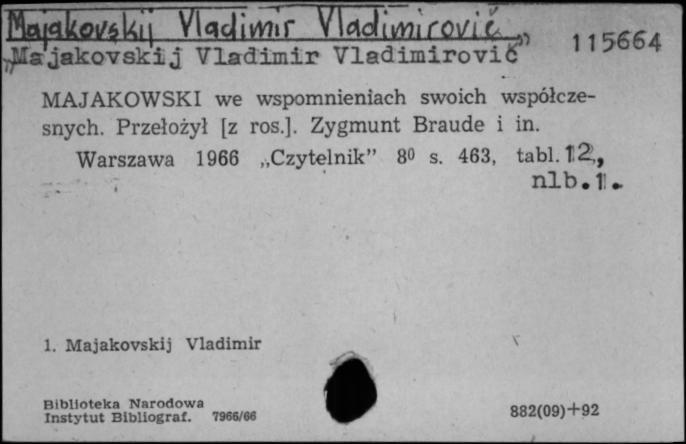 Majakovskij Vladimir Vladimirovič
„Majakovskij Vladimir Vladimirovič”
115664
MAJAKOWSKI we wspomnieniach swoich współcze-
snych. Przełożył [z ros.]. Zygmunt Braude i in.
Warszawa 1966 „Czytelnik” 8⁰ s. 463, tabl. 12,
nlb. 1.
1. Majakovskij Vladimir
Biblioteka Narodowa
Instytut Bibliograf. 7966/66
882(09)+92